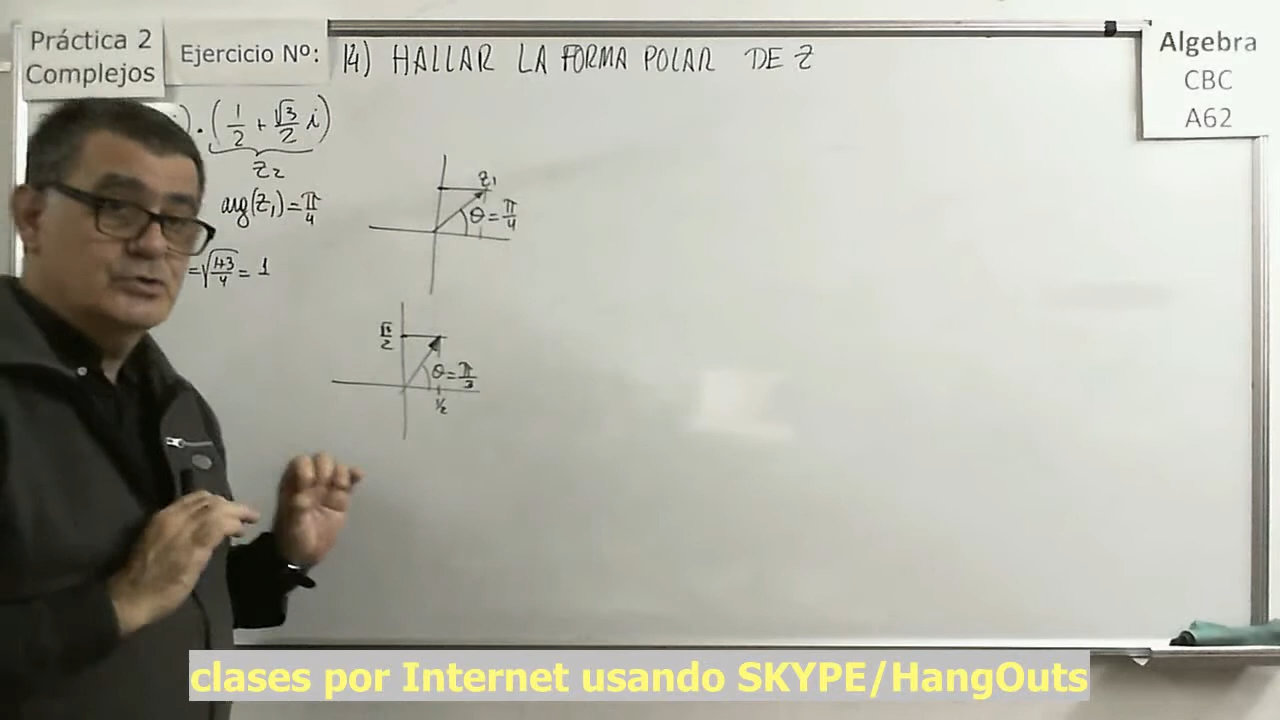 Práctica 2
Complejos
Ejercicio Nº:
14) HALLAR LA FORMA POLAR DE Z
Algebra
CBC
A62
) . (1/2 + √3/2 i)
z₂
arg(z₁) = π/4
= √(1+3/4) = 1
z₁
θ = π/4
√3/2
θ = π/3
1/2
clases por Internet usando SKYPE/HangOuts